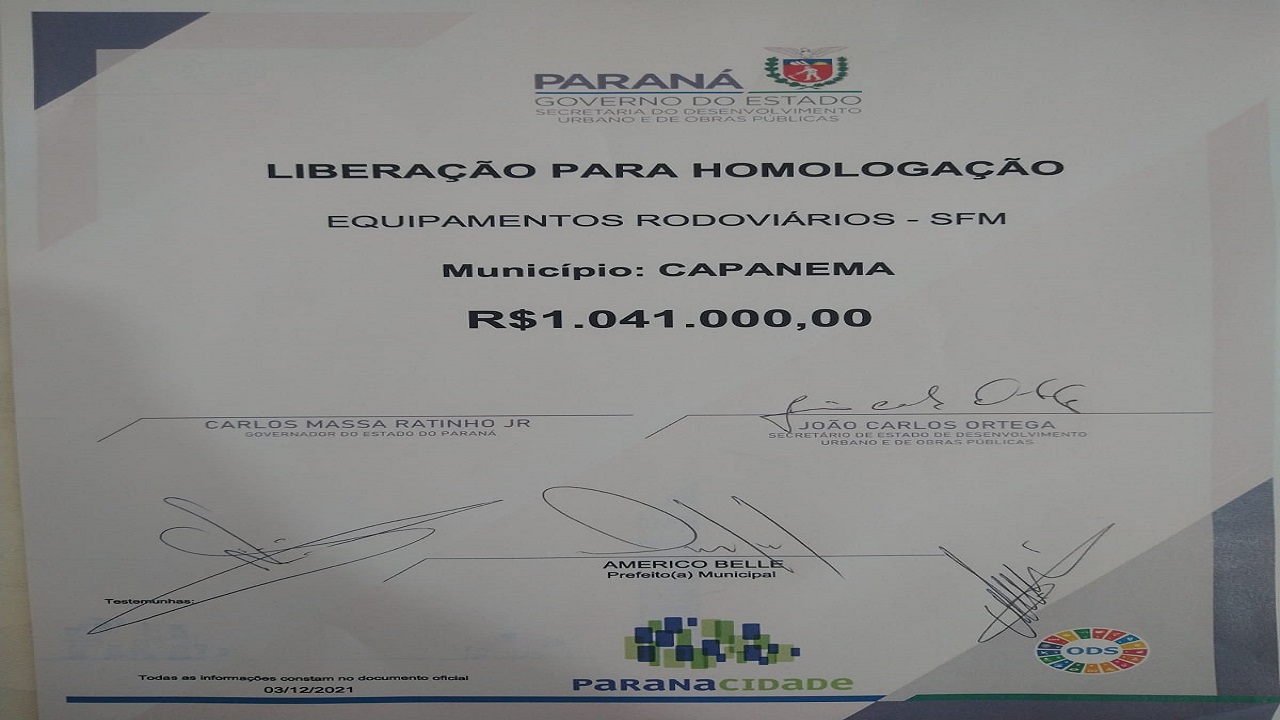 PARANÁ
GOVERNO DO ESTADO
SECRETARIA DO DESENVOLVIMENTO
URBANO E DE OBRAS PÚBLICAS
LIBERAÇÃO PARA HOMOLOGAÇÃO
EQUIPAMENTOS RODOVIÁRIOS - SFM
Município: CAPANEMA
R$1.041.000,00
CARLOS MASSA RATINHO JR
GOVERNADOR DO ESTADO DO PARANÁ
JOÃO CARLOS ORTEGA
SECRETÁRIO DE ESTADO DE DESENVOLVIMENTO
URBANO E DE OBRAS PÚBLICAS
AMERICO BELLE
Prefeito(a) Municipal
Testemunhas:
Todas as informações constam no documento oficial
03/12/2021
PARANACIDADE
ODS